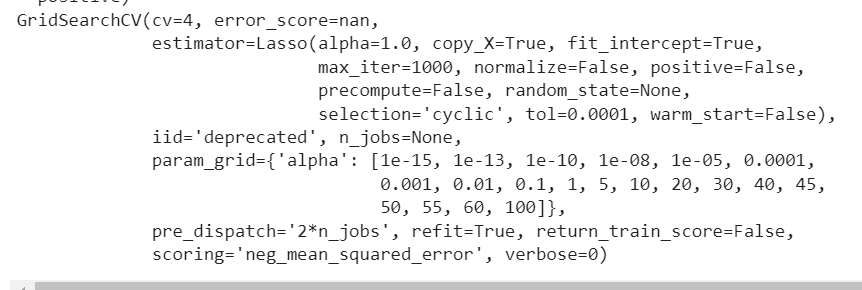 GridSearchCV(cv=4, error_score=nan,
estimator=Lasso(alpha=1.0, copy_X=True, fit_intercept=True,
max_iter=1000, normalize=False, positive=False,
precompute=False, random_state=None,
selection='cyclic', tol=0.0001, warm_start=False),
iid='deprecated', n_jobs=None,
param_grid={'alpha': [1e-15, 1e-13, 1e-10, 1e-08, 1e-05, 0.0001,
0.001, 0.01, 0.1, 1, 5, 10, 20, 30, 40, 45,
50, 55, 60, 100]},
pre_dispatch='2*n_jobs', refit=True, return_train_score=False,
scoring='neg_mean_squared_error', verbose=0)